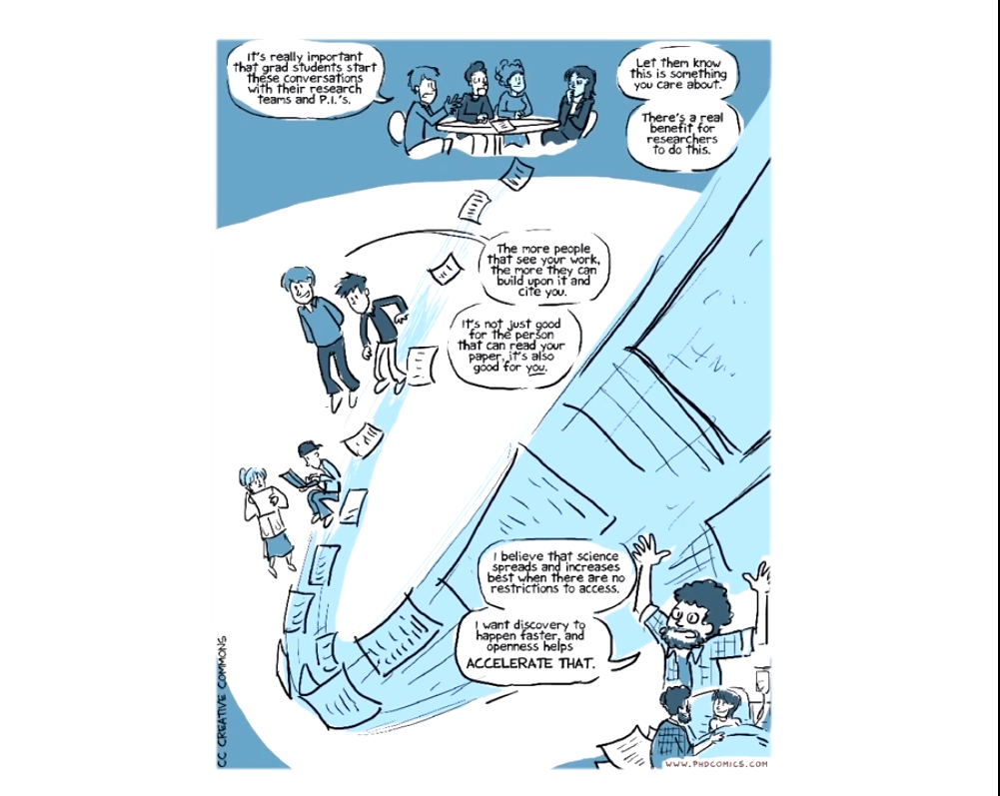 It's really important
that grad students start
these conversations
with their research
teams and P.I.'s.
Let them know
this is something
you care about.
There's a real
benefit for
researchers
to do this.
The more people
that see your work,
the more they can
build upon it and
cite you.
It's not just good
for the person
that can read your
paper, it's also
good for you.
I believe that science
spreads and increases
best when there are no
restrictions to access.
I want discovery to
happen faster, and
openness helps
ACCELERATE THAT.
CC CREATIVE COMMONS
WWW.PHDCOMICS.COM